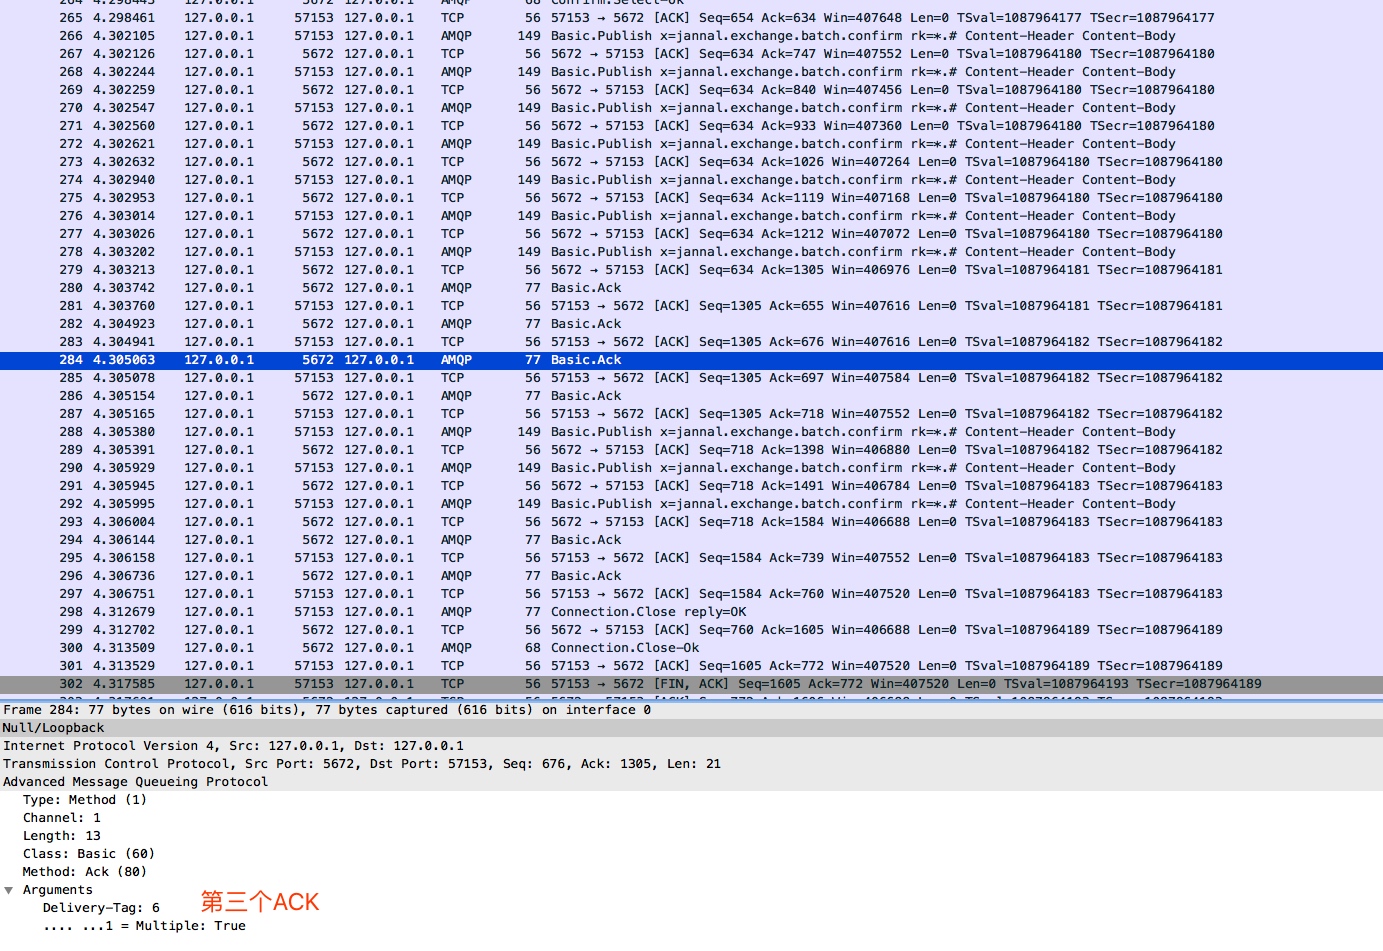 264 4.298443 127.0.0.1 5672 127.0.0.1 AMQP 68 Confirm.Select-Ok
265 4.298461 127.0.0.1 57153 127.0.0.1 TCP 56 57153 → 5672 [ACK] Seq=654 Ack=634 Win=407648 Len=0 TSval=1087964177 TSecr=1087964177
266 4.302105 127.0.0.1 57153 127.0.0.1 AMQP 149 Basic.Publish x=jannal.exchange.batch.confirm rk=*.# Content-Header Content-Body
267 4.302126 127.0.0.1 5672 127.0.0.1 TCP 56 5672 → 57153 [ACK] Seq=634 Ack=747 Win=407552 Len=0 TSval=1087964180 TSecr=1087964180
268 4.302244 127.0.0.1 57153 127.0.0.1 AMQP 149 Basic.Publish x=jannal.exchange.batch.confirm rk=*.# Content-Header Content-Body
269 4.302259 127.0.0.1 5672 127.0.0.1 TCP 56 5672 → 57153 [ACK] Seq=634 Ack=840 Win=407456 Len=0 TSval=1087964180 TSecr=1087964180
270 4.302547 127.0.0.1 57153 127.0.0.1 AMQP 149 Basic.Publish x=jannal.exchange.batch.confirm rk=*.# Content-Header Content-Body
271 4.302560 127.0.0.1 5672 127.0.0.1 TCP 56 5672 → 57153 [ACK] Seq=634 Ack=933 Win=407360 Len=0 TSval=1087964180 TSecr=1087964180
272 4.302621 127.0.0.1 57153 127.0.0.1 AMQP 149 Basic.Publish x=jannal.exchange.batch.confirm rk=*.# Content-Header Content-Body
273 4.302632 127.0.0.1 5672 127.0.0.1 TCP 56 5672 → 57153 [ACK] Seq=634 Ack=1026 Win=407264 Len=0 TSval=1087964180 TSecr=1087964180
274 4.302940 127.0.0.1 57153 127.0.0.1 AMQP 149 Basic.Publish x=jannal.exchange.batch.confirm rk=*.# Content-Header Content-Body
275 4.302953 127.0.0.1 5672 127.0.0.1 TCP 56 5672 → 57153 [ACK] Seq=634 Ack=1119 Win=407168 Len=0 TSval=1087964180 TSecr=1087964180
276 4.303014 127.0.0.1 57153 127.0.0.1 AMQP 149 Basic.Publish x=jannal.exchange.batch.confirm rk=*.# Content-Header Content-Body
277 4.303026 127.0.0.1 5672 127.0.0.1 TCP 56 5672 → 57153 [ACK] Seq=634 Ack=1212 Win=407072 Len=0 TSval=1087964180 TSecr=1087964180
278 4.303202 127.0.0.1 57153 127.0.0.1 AMQP 149 Basic.Publish x=jannal.exchange.batch.confirm rk=*.# Content-Header Content-Body
279 4.303213 127.0.0.1 5672 127.0.0.1 TCP 56 5672 → 57153 [ACK] Seq=634 Ack=1305 Win=406976 Len=0 TSval=1087964181 TSecr=1087964181
280 4.303742 127.0.0.1 5672 127.0.0.1 AMQP 77 Basic.Ack
281 4.303760 127.0.0.1 57153 127.0.0.1 TCP 56 57153 → 5672 [ACK] Seq=1305 Ack=655 Win=407616 Len=0 TSval=1087964181 TSecr=1087964181
282 4.304923 127.0.0.1 5672 127.0.0.1 AMQP 77 Basic.Ack
283 4.304941 127.0.0.1 57153 127.0.0.1 TCP 56 57153 → 5672 [ACK] Seq=1305 Ack=676 Win=407616 Len=0 TSval=1087964182 TSecr=1087964182
284 4.305063 127.0.0.1 5672 127.0.0.1 AMQP 77 Basic.Ack
285 4.305078 127.0.0.1 57153 127.0.0.1 TCP 56 57153 → 5672 [ACK] Seq=1305 Ack=697 Win=407584 Len=0 TSval=1087964182 TSecr=1087964182
286 4.305154 127.0.0.1 5672 127.0.0.1 AMQP 77 Basic.Ack
287 4.305165 127.0.0.1 57153 127.0.0.1 TCP 56 57153 → 5672 [ACK] Seq=1305 Ack=718 Win=407552 Len=0 TSval=1087964182 TSecr=1087964182
288 4.305380 127.0.0.1 57153 127.0.0.1 AMQP 149 Basic.Publish x=jannal.exchange.batch.confirm rk=*.# Content-Header Content-Body
289 4.305391 127.0.0.1 5672 127.0.0.1 TCP 56 5672 → 57153 [ACK] Seq=718 Ack=1398 Win=406880 Len=0 TSval=1087964182 TSecr=1087964182
290 4.305929 127.0.0.1 57153 127.0.0.1 AMQP 149 Basic.Publish x=jannal.exchange.batch.confirm rk=*.# Content-Header Content-Body
291 4.305945 127.0.0.1 5672 127.0.0.1 TCP 56 5672 → 57153 [ACK] Seq=718 Ack=1491 Win=406784 Len=0 TSval=1087964183 TSecr=1087964183
292 4.305995 127.0.0.1 57153 127.0.0.1 AMQP 149 Basic.Publish x=jannal.exchange.batch.confirm rk=*.# Content-Header Content-Body
293 4.306004 127.0.0.1 5672 127.0.0.1 TCP 56 5672 → 57153 [ACK] Seq=718 Ack=1584 Win=406688 Len=0 TSval=1087964183 TSecr=1087964183
294 4.306144 127.0.0.1 5672 127.0.0.1 AMQP 77 Basic.Ack
295 4.306158 127.0.0.1 57153 127.0.0.1 TCP 56 57153 → 5672 [ACK] Seq=1584 Ack=739 Win=407552 Len=0 TSval=1087964183 TSecr=1087964183
296 4.306736 127.0.0.1 5672 127.0.0.1 AMQP 77 Basic.Ack
297 4.306751 127.0.0.1 57153 127.0.0.1 TCP 56 57153 → 5672 [ACK] Seq=1584 Ack=760 Win=407520 Len=0 TSval=1087964183 TSecr=1087964183
298 4.312679 127.0.0.1 57153 127.0.0.1 AMQP 77 Connection.Close reply=OK
299 4.312702 127.0.0.1 5672 127.0.0.1 TCP 56 5672 → 57153 [ACK] Seq=760 Ack=1605 Win=406688 Len=0 TSval=1087964189 TSecr=1087964189
300 4.313509 127.0.0.1 5672 127.0.0.1 AMQP 68 Connection.Close-Ok
301 4.313529 127.0.0.1 57153 127.0.0.1 TCP 56 57153 → 5672 [ACK] Seq=1605 Ack=772 Win=407520 Len=0 TSval=1087964189 TSecr=1087964189
302 4.317585 127.0.0.1 57153 127.0.0.1 TCP 56 57153 → 5672 [FIN, ACK] Seq=1605 Ack=772 Win=407520 Len=0 TSval=1087964193 TSecr=1087964189
Frame 284: 77 bytes on wire (616 bits), 77 bytes captured (616 bits) on interface 0
Null/Loopback
Internet Protocol Version 4, Src: 127.0.0.1, Dst: 127.0.0.1
Transmission Control Protocol, Src Port: 5672, Dst Port: 57153, Seq: 676, Ack: 1305, Len: 21
Advanced Message Queueing Protocol
Type: Method (1)
Channel: 1
Length: 13
Class: Basic (60)
Method: Ack (80)
Arguments
Delivery-Tag: 6 第三个ACK
.... ...1 = Multiple: True